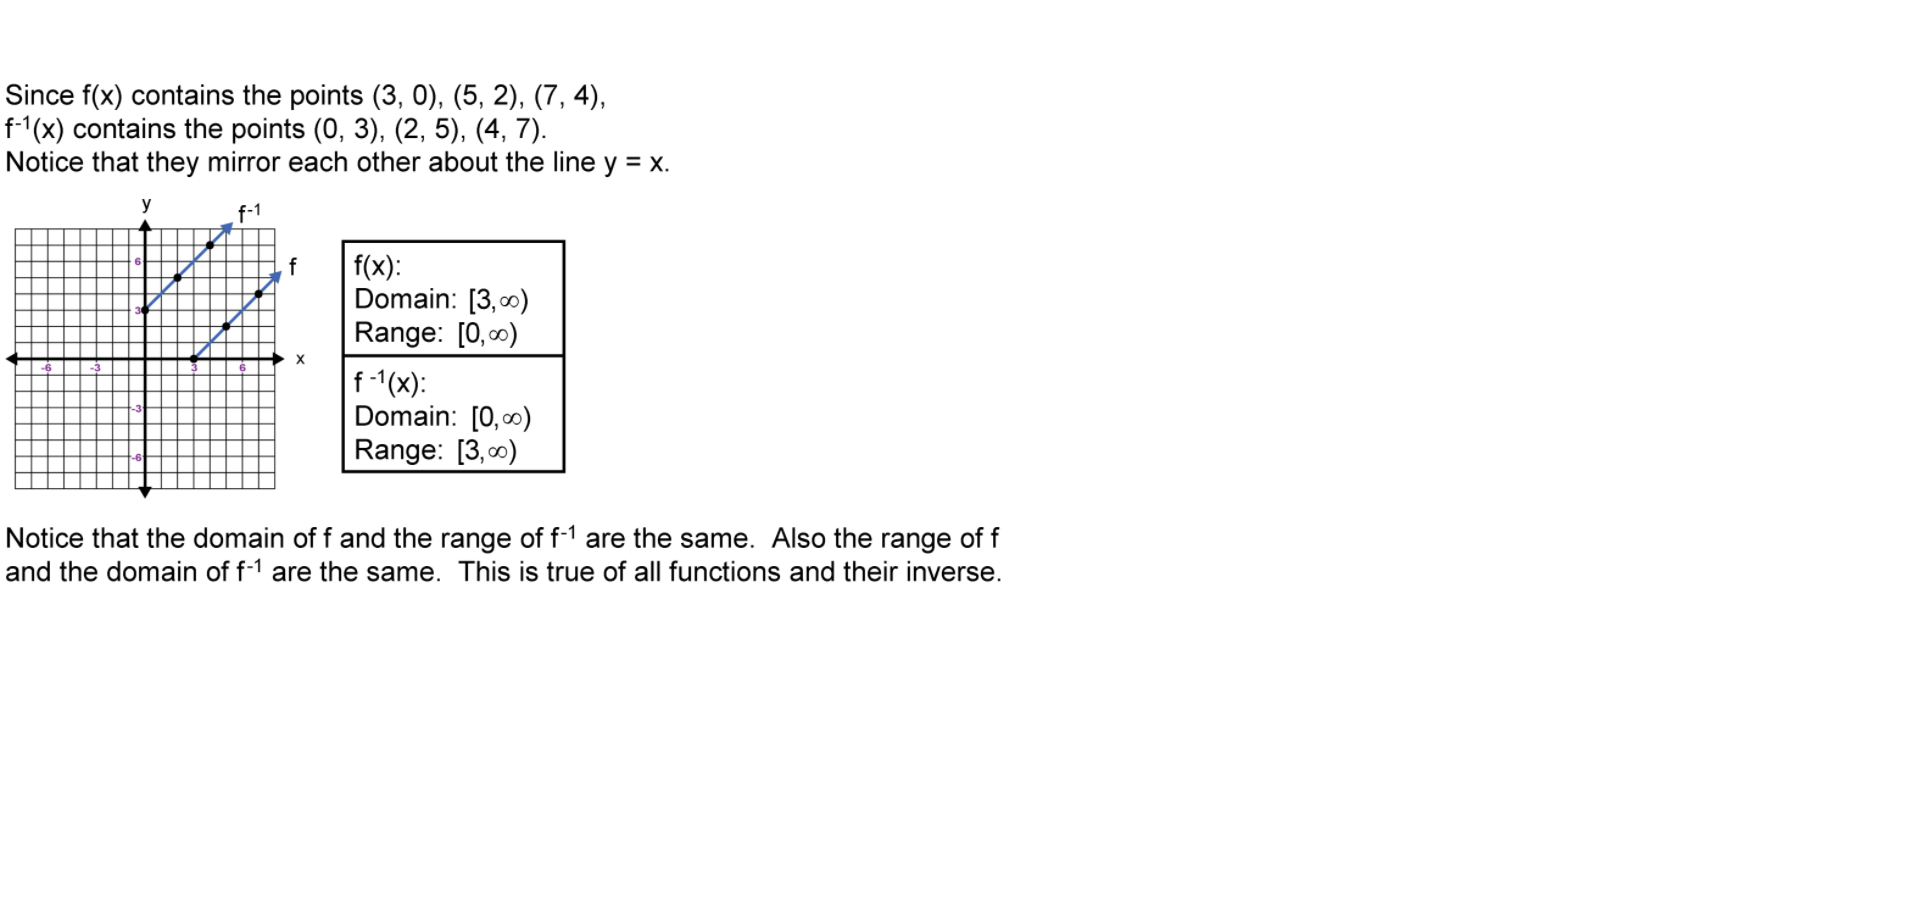 Since f(x) contains the points (3, 0), (5, 2), (7, 4),
f⁻¹(x) contains the points (0, 3), (2, 5), (4, 7).
Notice that they mirror each other about the line y = x.
y
f⁻¹
f
x
6
3
-6
-3
3
6
-3
-6
f(x):
Domain: [3,∞)
Range: [0,∞)
f ⁻¹(x):
Domain: [0,∞)
Range: [3,∞)
Notice that the domain of f and the range of f⁻¹ are the same. Also the range of f
and the domain of f⁻¹ are the same. This is true of all functions and their inverse.